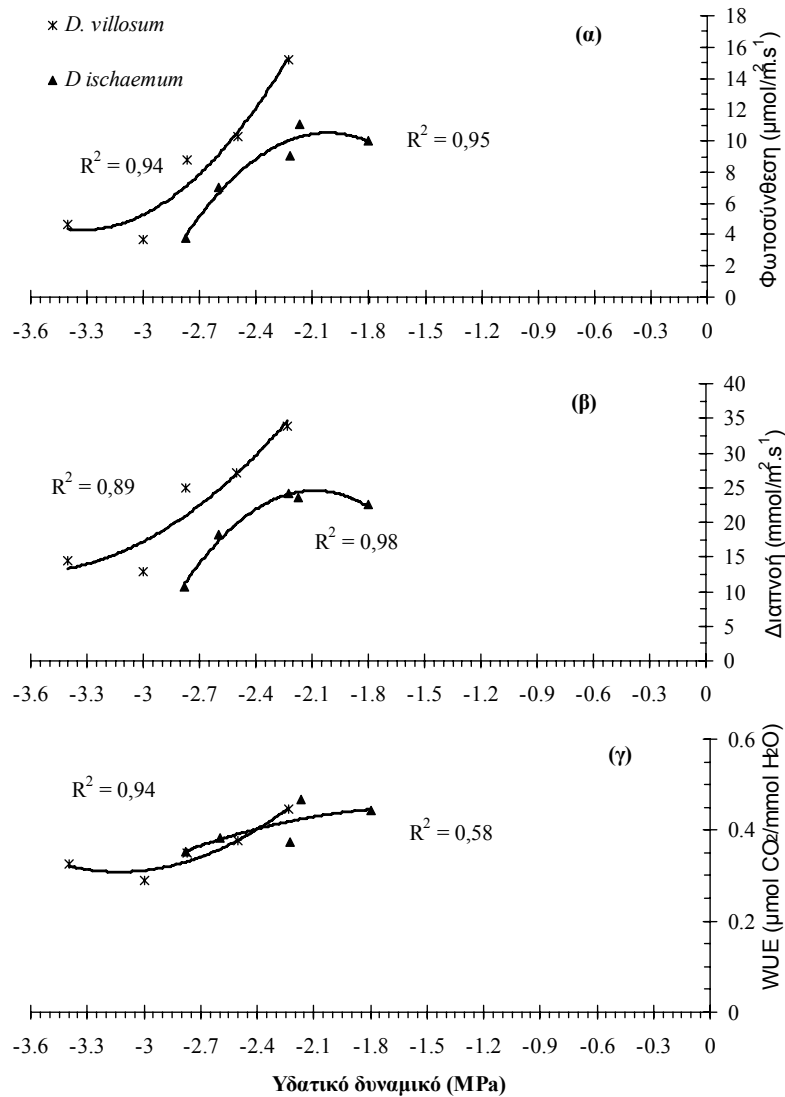 D. villosum
D ischaemum
(α)
R² = 0,94
R² = 0,95
18
16
14
12
10
8
6
4
2
0
Φωτοσύνθεση (μmol/m².s¹)
-3.6 -3.3 -3 -2.7 -2.4 -2.1 -1.8 -1.5 -1.2 -0.9 -0.6 -0.3 0
(β)
R² = 0,89
R² = 0,98
40
35
30
25
20
15
10
5
0
Διαπνοή (mmol/m².s¹)
-3.6 -3.3 -3 -2.7 -2.4 -2.1 -1.8 -1.5 -1.2 -0.9 -0.6 -0.3 0
(γ)
R² = 0,94
R² = 0,58
0.6
0.4
0.2
0
WUE (μmol CO₂/mmol H₂O)
-3.6 -3.3 -3 -2.7 -2.4 -2.1 -1.8 -1.5 -1.2 -0.9 -0.6 -0.3 0
Υδατικό δυναμικό (MPa)